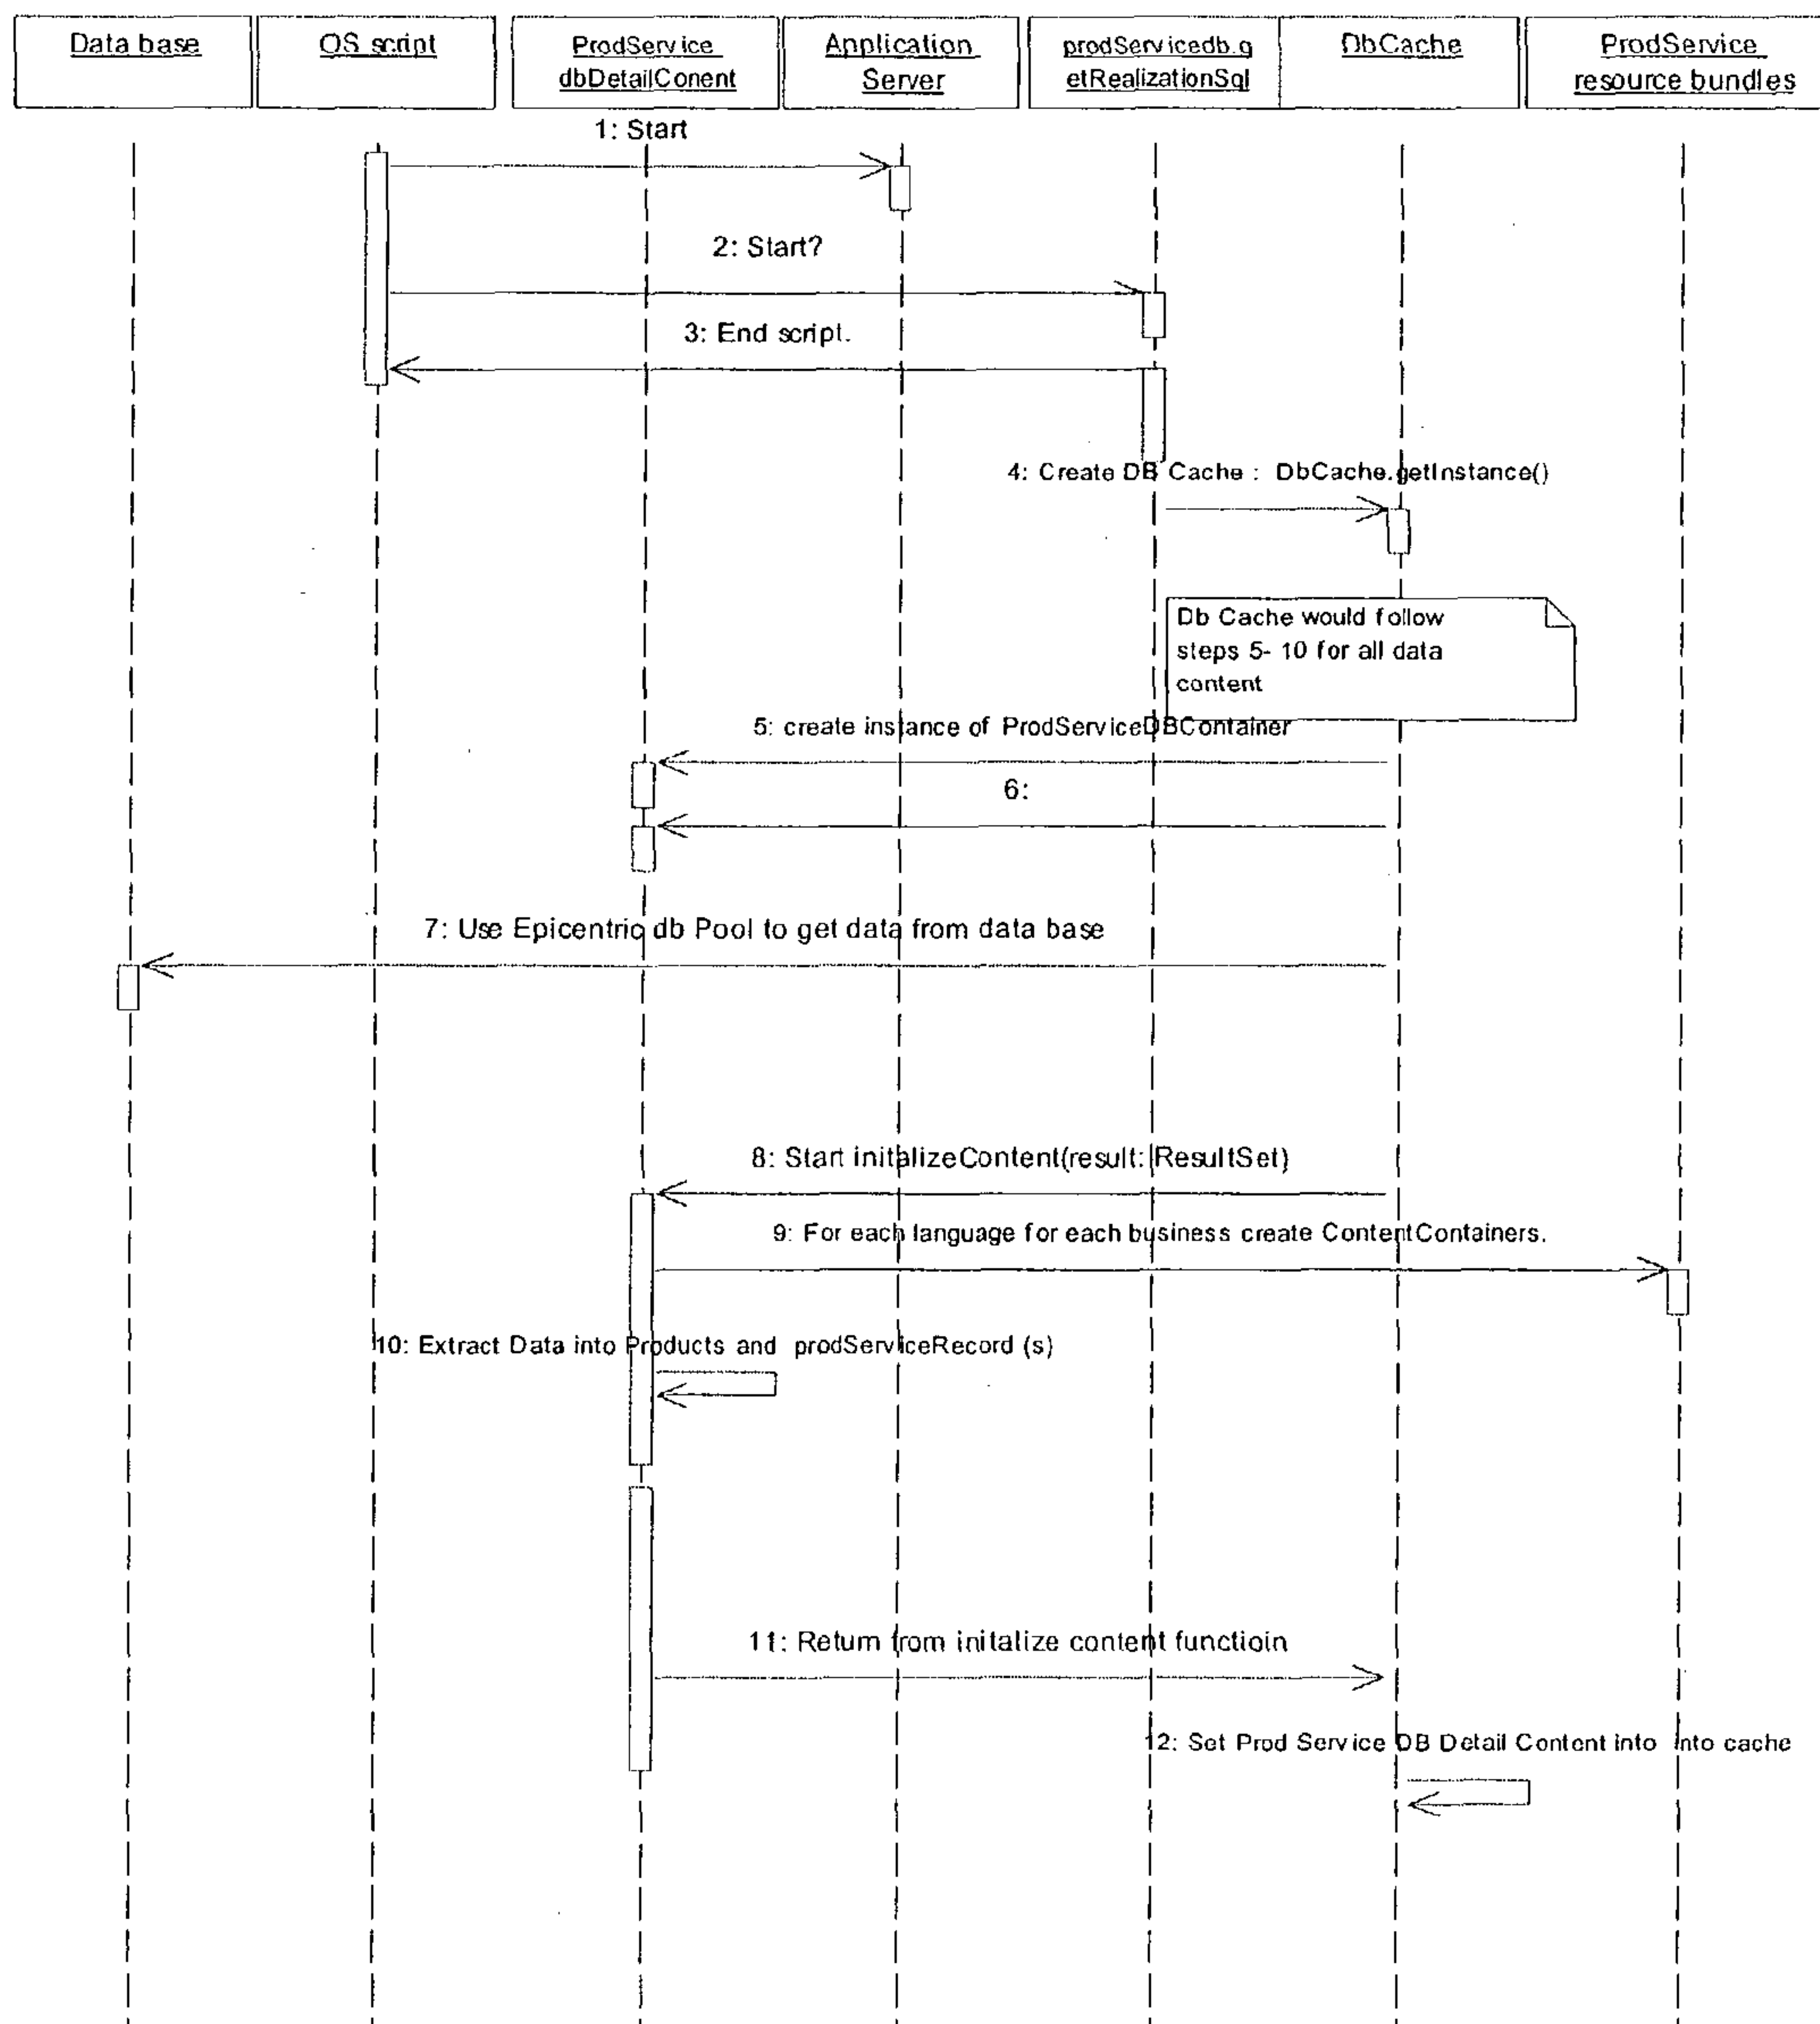 Data base
OS script
ProdService
dbDetailConent
Application
Server
prodServicedb.g
etRealizationSql
DbCache
ProdService
resource bundles
1: Start
2: Start?
3: End script.
4: Create DB Cache : DbCache.getInstance()
Db Cache would follow
steps 5- 10 for all data
content
5: create instance of ProdServiceDBContainer
6:
7: Use Epicentric db Pool to get data from data base
8: Start initalizeContent(result: ResultSet)
9: For each language for each business create ContentContainers.
10: Extract Data into Products and prodServiceRecord (s)
11: Return from initalize content functioin
12: Set Prod Service DB Detail Content into into cache